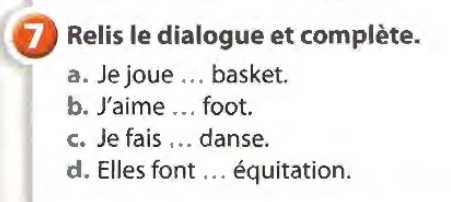 7 Relis le dialogue et complète.
a. Je joue ... basket.
b. J'aime ... foot.
c. Je fais ... danse.
d. Elles font ... équitation.